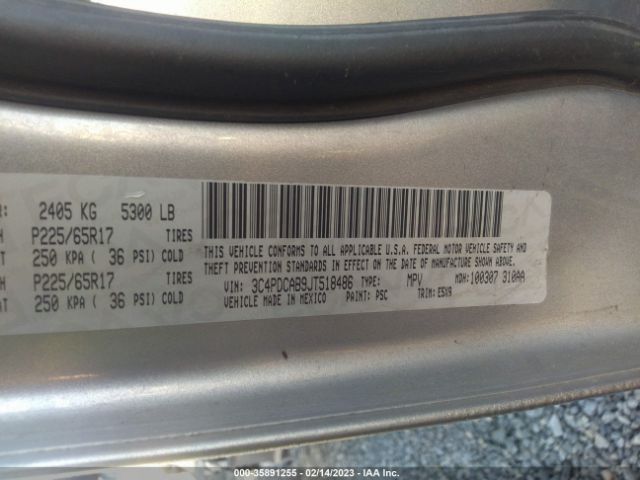 R: 2405 KG 5300 LB
H P225/65R17 TIRES
T 250 KPA ( 36 PSI) COLD
H P225/65R17 TIRES
AT 250 KPA ( 36 PSI) COLD
THIS VEHICLE CONFORMS TO ALL APPLICABLE U.S.A. FEDERAL MOTOR VEHICLE SAFETY AND
THEFT PREVENTION STANDARDS IN EFFECT ON THE DATE OF MANUFACTURE SHOWN ABOVE.
VIN: 3C4PDCAB9JT518486 TYPE: MPV MDH: 100307 310AA
VEHICLE MADE IN MEXICO PAINT: PSC TRIM: E5X9
000-35891255 — 02/14/2023 — IAA Inc.